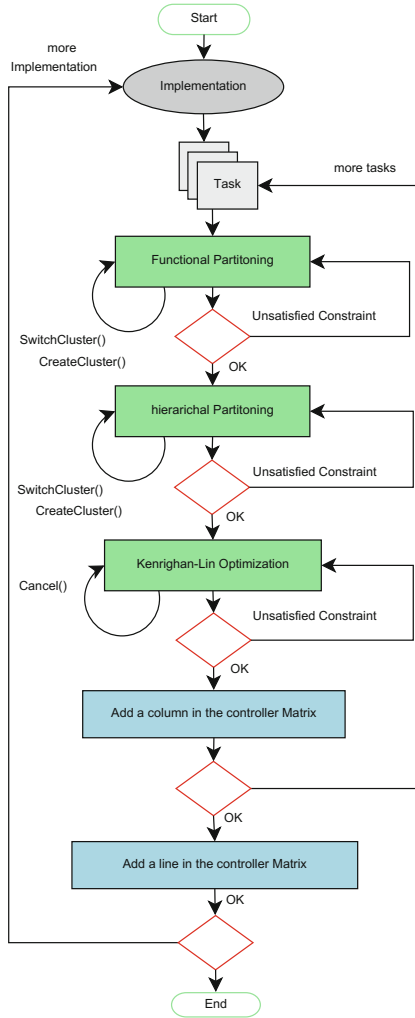 Start
more
Implementation
Implementation
Task
more tasks
Functional Partitoning
Unsatisfied Constraint
SwitchCluster()
CreateCluster()
OK
hierarichal Partitoning
Unsatisfied Constraint
SwitchCluster()
CreateCluster()
OK
Kenrighan-Lin Optimization
Cancel()
Unsatisfied Constraint
OK
Add a column in the controller Matrix
OK
Add a line in the controller Matrix
OK
End